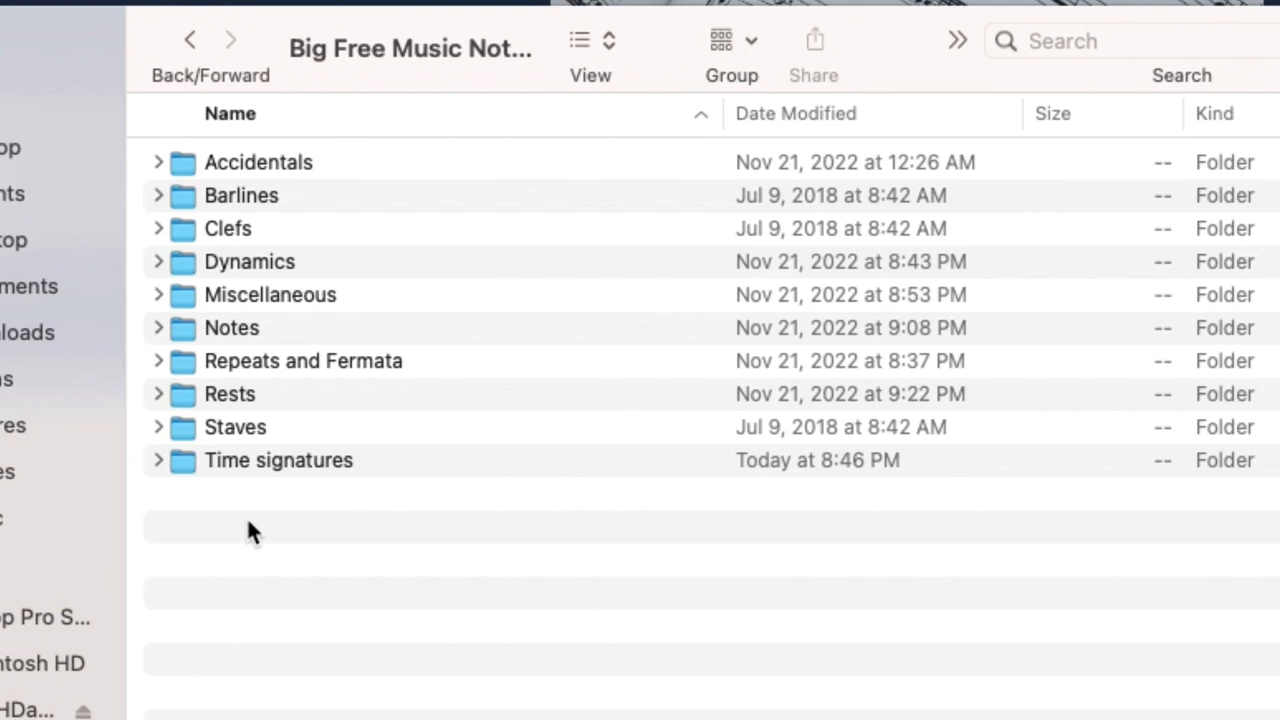 Big Free Music Not...
Back/Forward
View
Group
Share
Search
Search
Name
Date Modified
Size
Kind
Accidentals Nov 21, 2022 at 12:26 AM -- Folder
Barlines Jul 9, 2018 at 8:42 AM -- Folder
Clefs Jul 9, 2018 at 8:42 AM -- Folder
Dynamics Nov 21, 2022 at 8:43 PM -- Folder
Miscellaneous Nov 21, 2022 at 8:53 PM -- Folder
Notes Nov 21, 2022 at 9:08 PM -- Folder
Repeats and Fermata Nov 21, 2022 at 8:37 PM -- Folder
Rests Nov 21, 2022 at 9:22 PM -- Folder
Staves Jul 9, 2018 at 8:42 AM -- Folder
Time signatures Today at 8:46 PM -- Folder
op
nts
top
ments
loads
s
res
es
c
op Pro S...
ntosh HD
HDa...